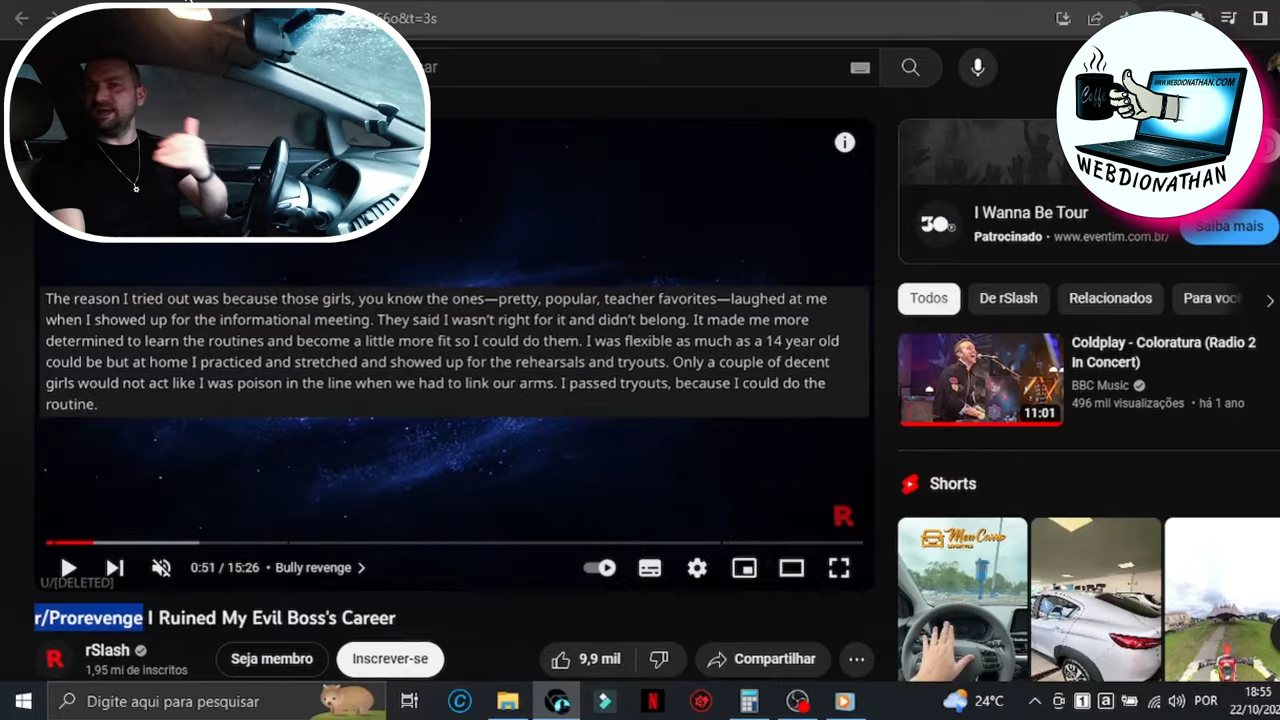 6o&t=3s
ar
Coffe
WWW.WEBDIONATHAN.COM
WEBDIONATHAN
I Wanna Be Tour
Patrocinado · www.eventim.com.br/
Saiba mais
The reason I tried out was because those girls, you know the ones—pretty, popular, teacher favorites—laughed at me
when I showed up for the informational meeting. They said I wasn't right for it and didn't belong. It made me more
determined to learn the routines and become a little more fit so I could do them. I was flexible as much as a 14 year old
could be but at home I practiced and stretched and showed up for the rehearsals and tryouts. Only a couple of decent
girls would not act like I was poison in the line when we had to link our arms. I passed tryouts, because I could do the
routine.
Todos
De rSlash
Relacionados
Para você
Coldplay - Coloratura (Radio 2
In Concert)
BBC Music
496 mil visualizações · há 1 ano
11:01
Shorts
R
0:51 / 15:26 · Bully revenge
U/[DELETED]
r/Prorevenge I Ruined My Evil Boss's Career
R
rSlash
1,95 mi de inscritos
Seja membro
Inscrever-se
9,9 mil
Compartilhar
Digite aqui para pesquisar
24°C
POR
18:55
22/10/202